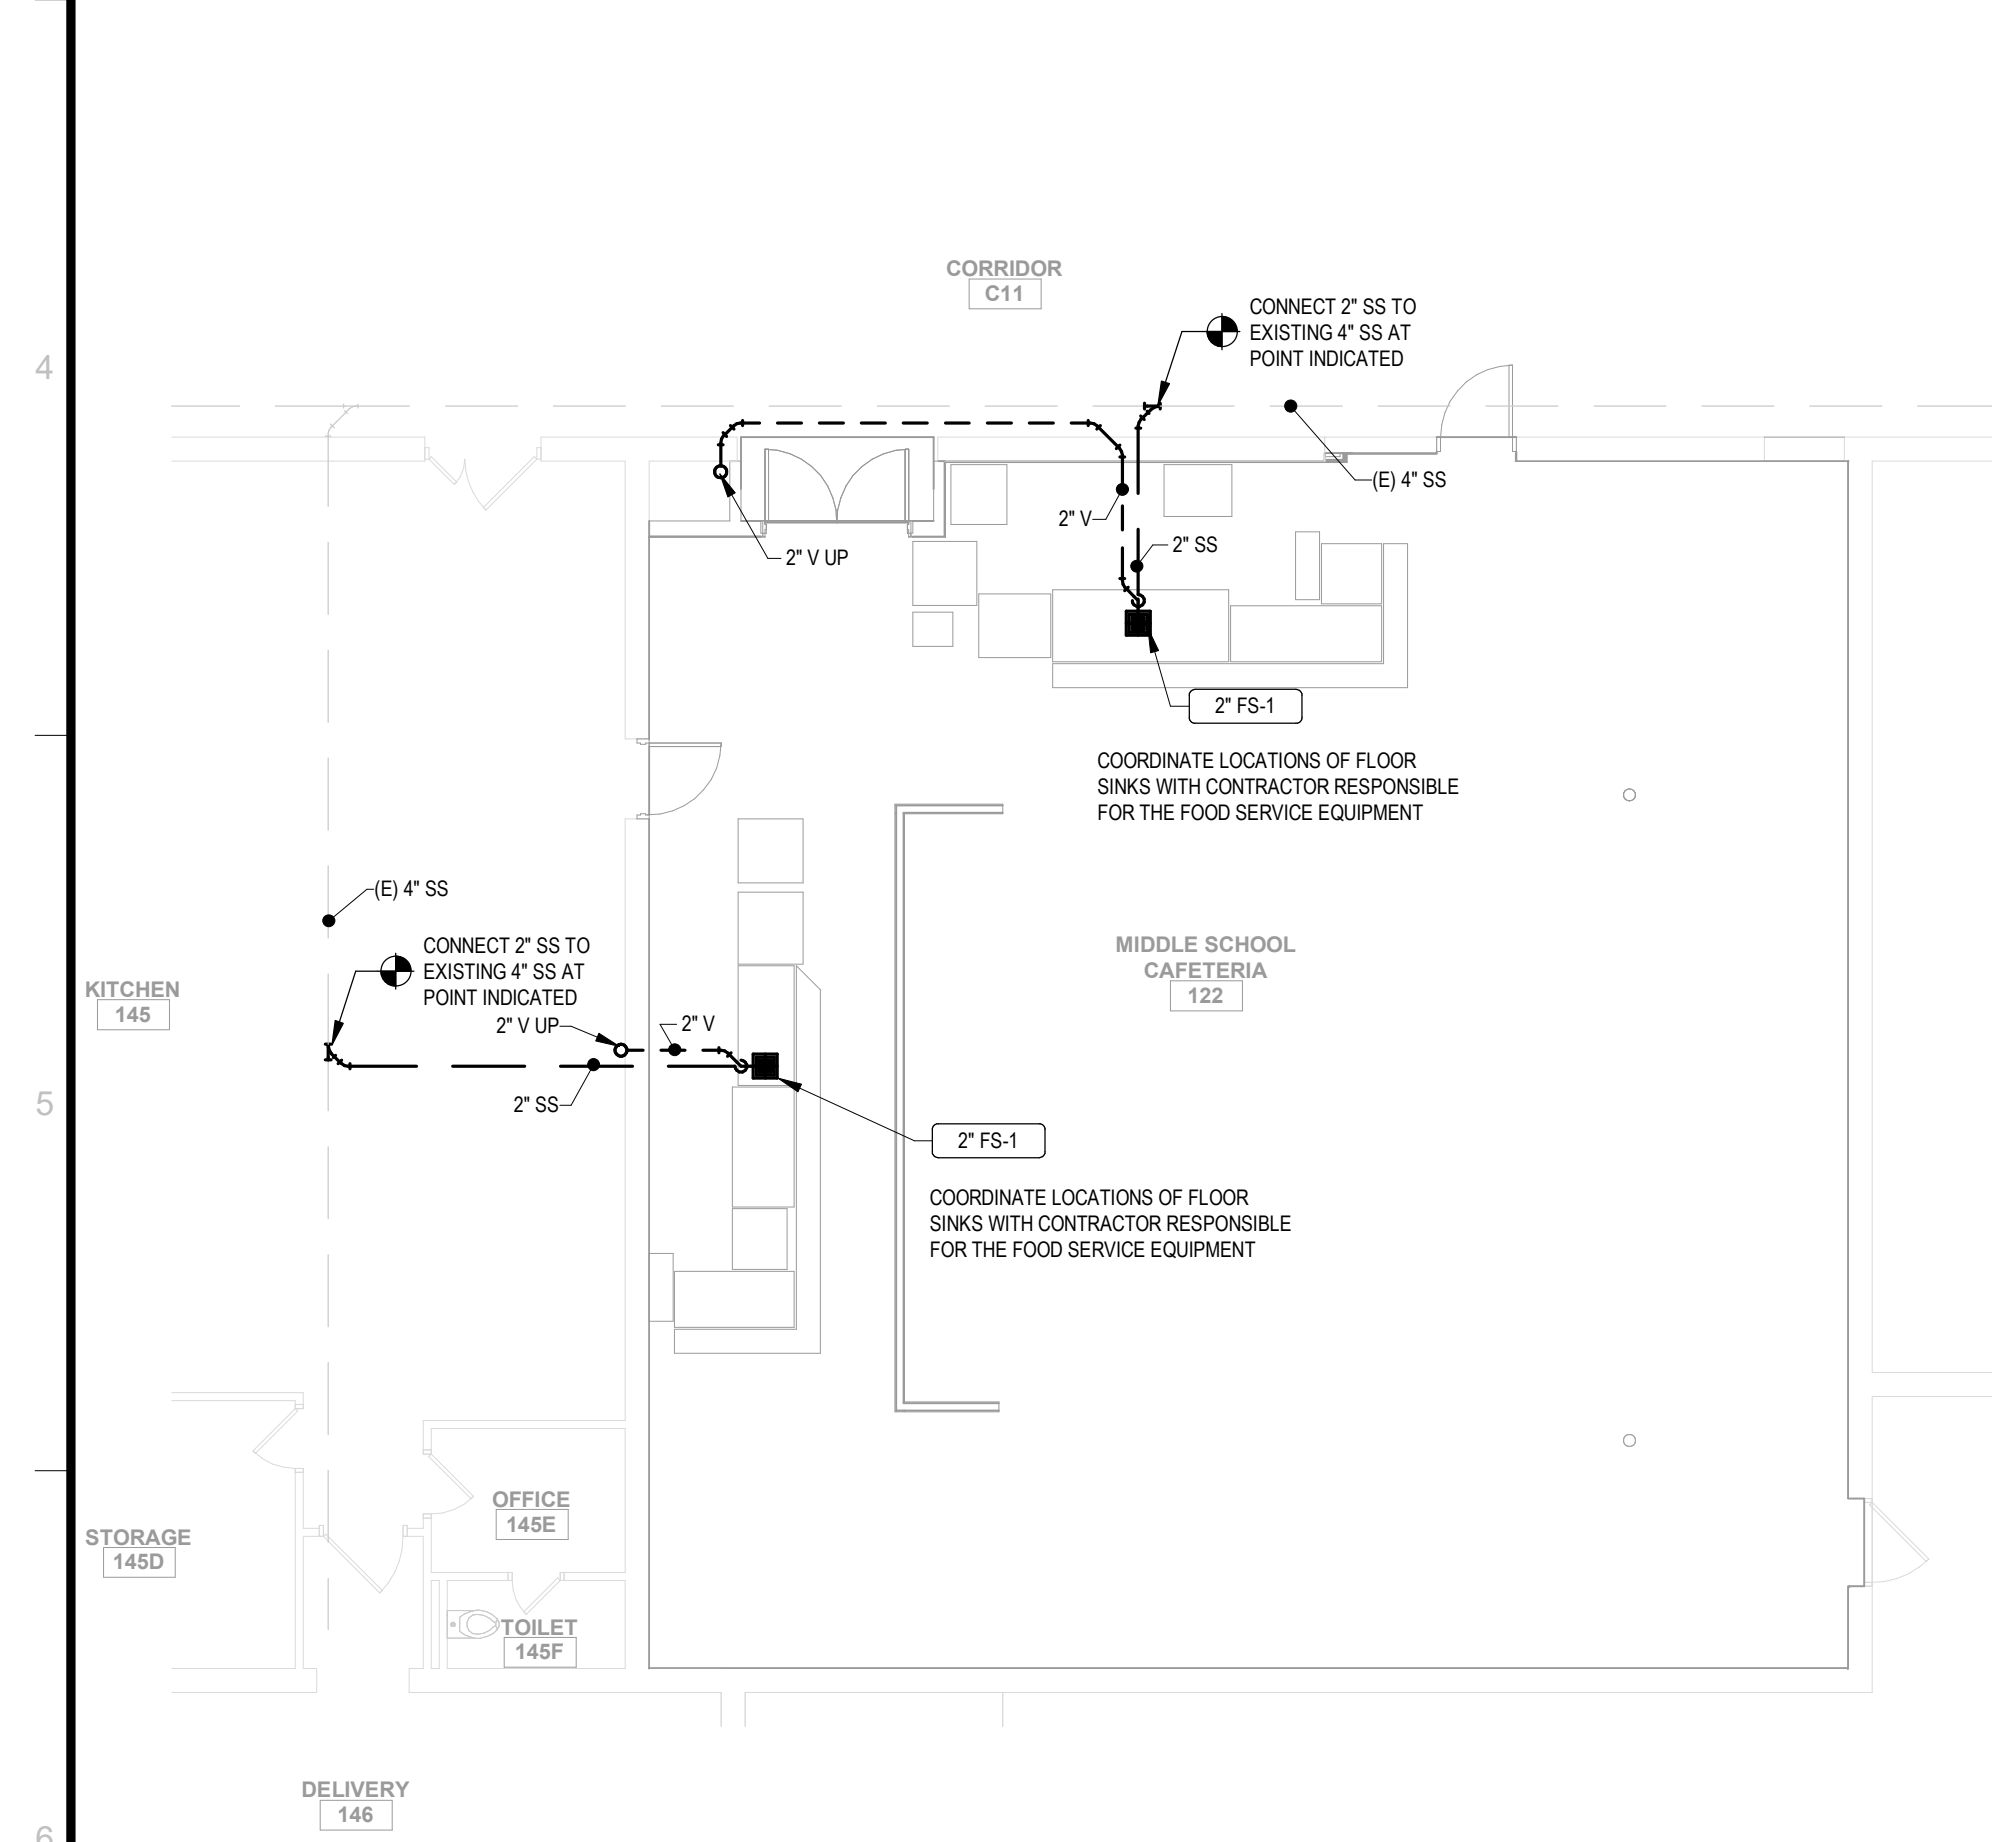 CORRIDOR
C11
CONNECT 2" SS TO
EXISTING 4" SS AT
POINT INDICATED
4
(E) 4" SS
2" V
2" SS
2" V UP
2" FS-1
COORDINATE LOCATIONS OF FLOOR
SINKS WITH CONTRACTOR RESPONSIBLE
FOR THE FOOD SERVICE EQUIPMENT
(E) 4" SS
CONNECT 2" SS TO
EXISTING 4" SS AT
POINT INDICATED
MIDDLE SCHOOL
CAFETERIA
122
KITCHEN
145
2" V UP
2" V
5
2" SS
2" FS-1
COORDINATE LOCATIONS OF FLOOR
SINKS WITH CONTRACTOR RESPONSIBLE
FOR THE FOOD SERVICE EQUIPMENT
OFFICE
145E
STORAGE
145D
TOILET
145F
DELIVERY
146
6